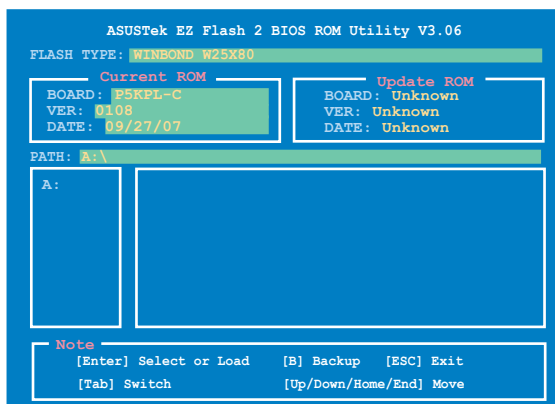 ASUSTek EZ Flash 2 BIOS ROM Utility V3.06
FLASH TYPE: WINBOND W25X80
Current ROM
BOARD: P5KPL-C
VER: 0108
DATE: 09/27/07
Update ROM
BOARD: Unknown
VER: Unknown
DATE: Unknown
PATH: A:\
A:
Note
[Enter] Select or Load [B] Backup [ESC] Exit
[Tab] Switch [Up/Down/Home/End] Move